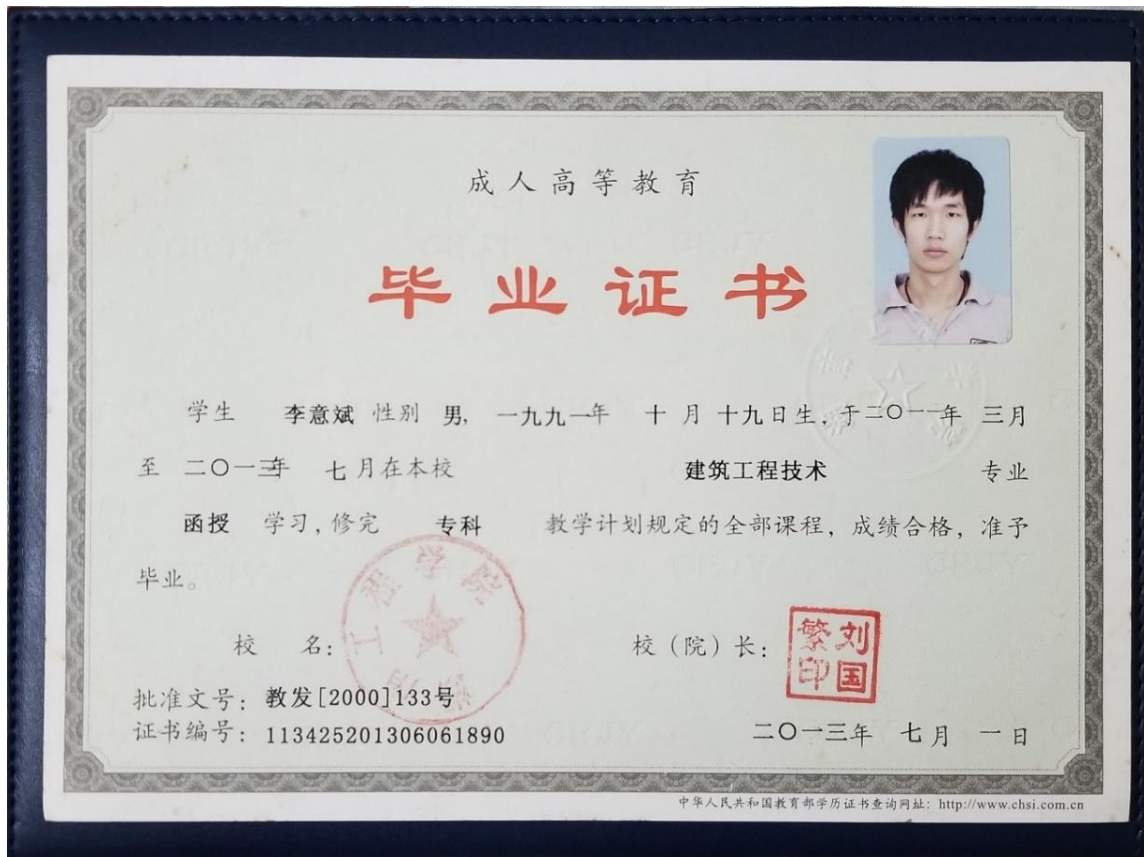 成人高等教育
毕业证书
学生 李意斌 性别 男, 一九九一年 十月十九日生, 于二〇一一年 三月
至 二〇一三年 七月在本校 建筑工程技术 专业
函授 学习, 修完 专科 教学计划规定的全部课程, 成绩合格, 准予
毕业。
校 名: 工程学院
校（院）长: 刘国繁印
批准文号: 教发[2000]133号
证书编号: 113425201306061890
二〇一三年 七月 一日
中华人民共和国教育部学历证书查询网址: http://www.chsi.com.cn